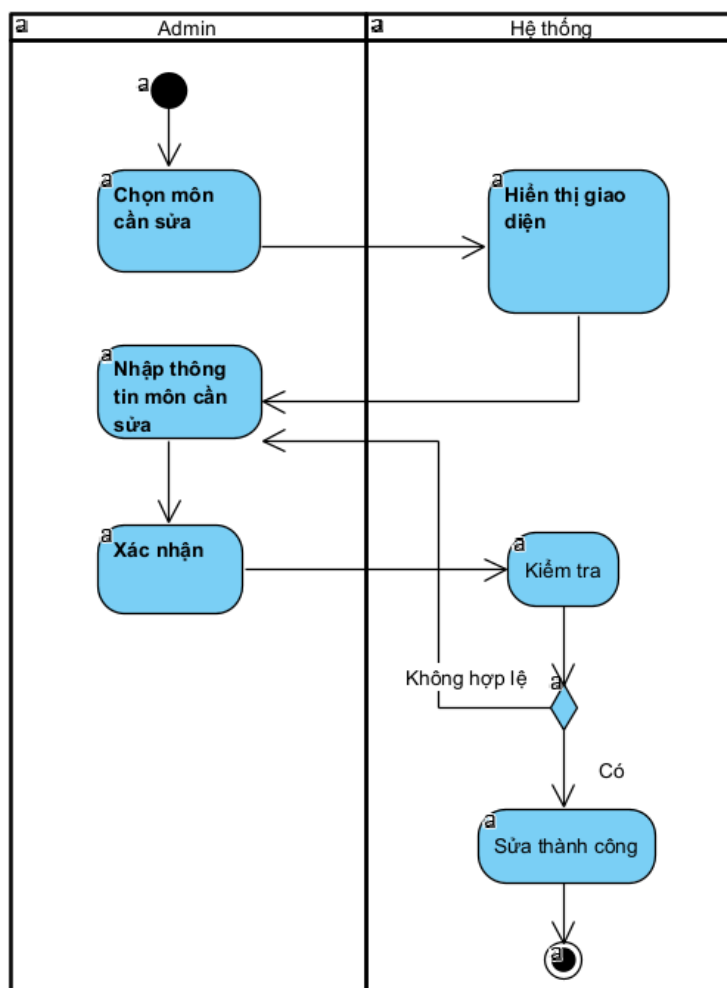 a
Admin
a
Hệ thống
a
a
Chọn môn
cần sửa
a
Hiển thị giao
diện
a
Nhập thông
tin môn cần
sửa
a
Xác nhận
a
Kiểm tra
Không hợp lệ
a
Có
a
Sửa thành công
a